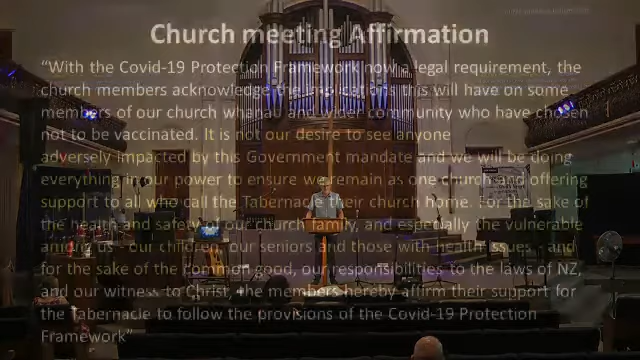 Church meeting Affirmation
“With the Covid-19 Protection Framework now a legal requirement, the
church members acknowledge the implications this will have on some
members of our church whanau and wider community who have chosen
not to be vaccinated. It is not our desire to see anyone
adversely impacted by this Government mandate and we will be doing
everything in our power to ensure we remain as one church and offering
support to all who call the Tabernacle their church home. For the sake of
the health and safety of our church family, and especially the vulnerable
amidst us - our children, our seniors and those with health issues - and
for the sake of the common good, our responsibilities to the laws of NZ,
and our witness to Christ, the members hereby affirm their support for
the Tabernacle to follow the provisions of the Covid-19 Protection
Framework”